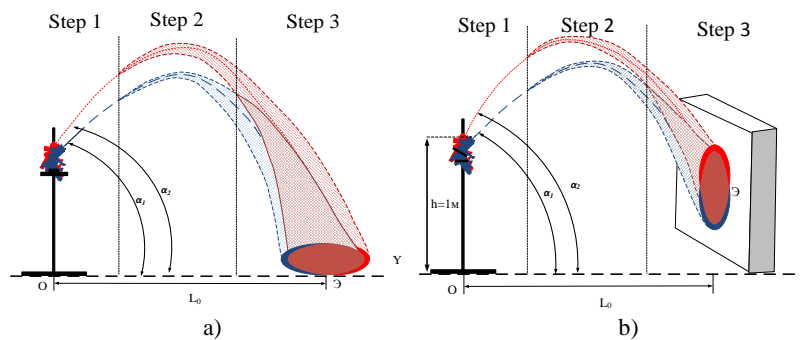 Step 1
Step 2
Step 3
α1
α2
O
L0
Э
a)
Step 1
Step 2
Step 3
h=1м
α1
α2
Э
Y
O
L0
b)